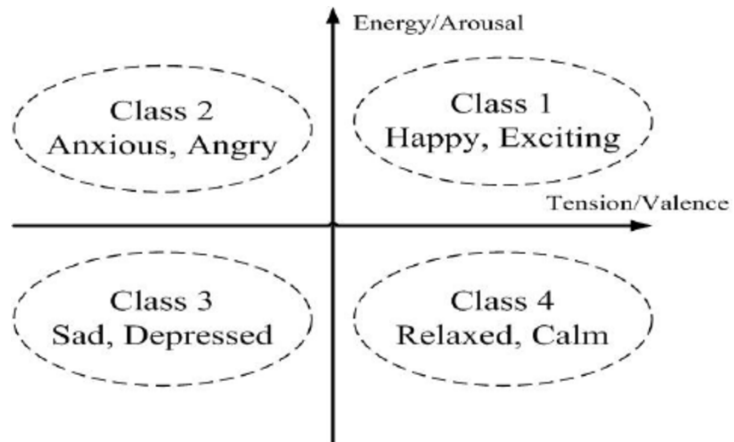 Energy/Arousal
Class 2
Anxious, Angry
Class 1
Happy, Exciting
Tension/Valence
Class 3
Sad, Depressed
Class 4
Relaxed, Calm